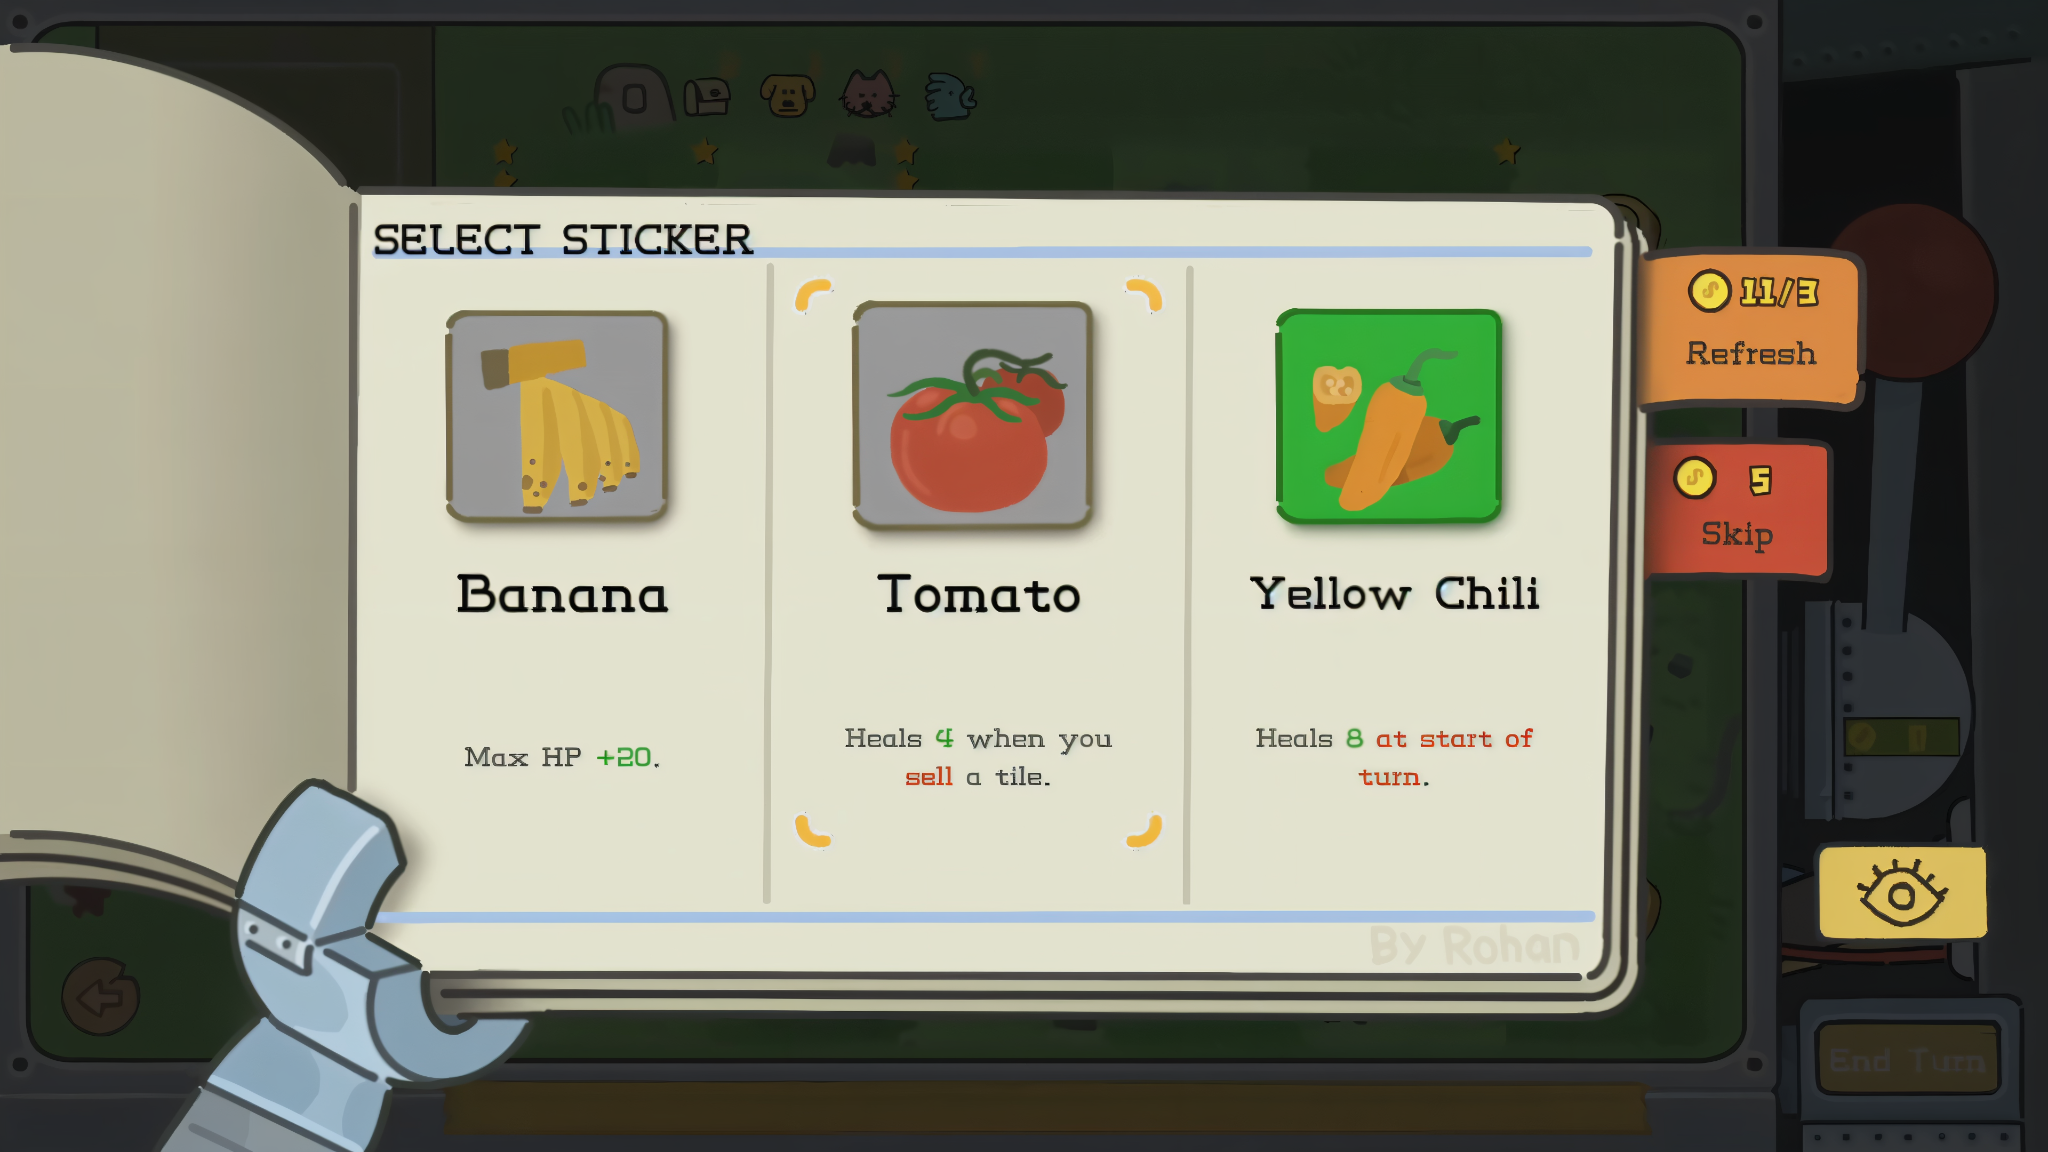 SELECT STICKER
Banana
Max HP +20.
Tomato
Heals 4 when you
sell a tile.
Yellow Chili
Heals 8 at start of
turn.
By Rohan
11/3
Refresh
5
Skip
End Turn